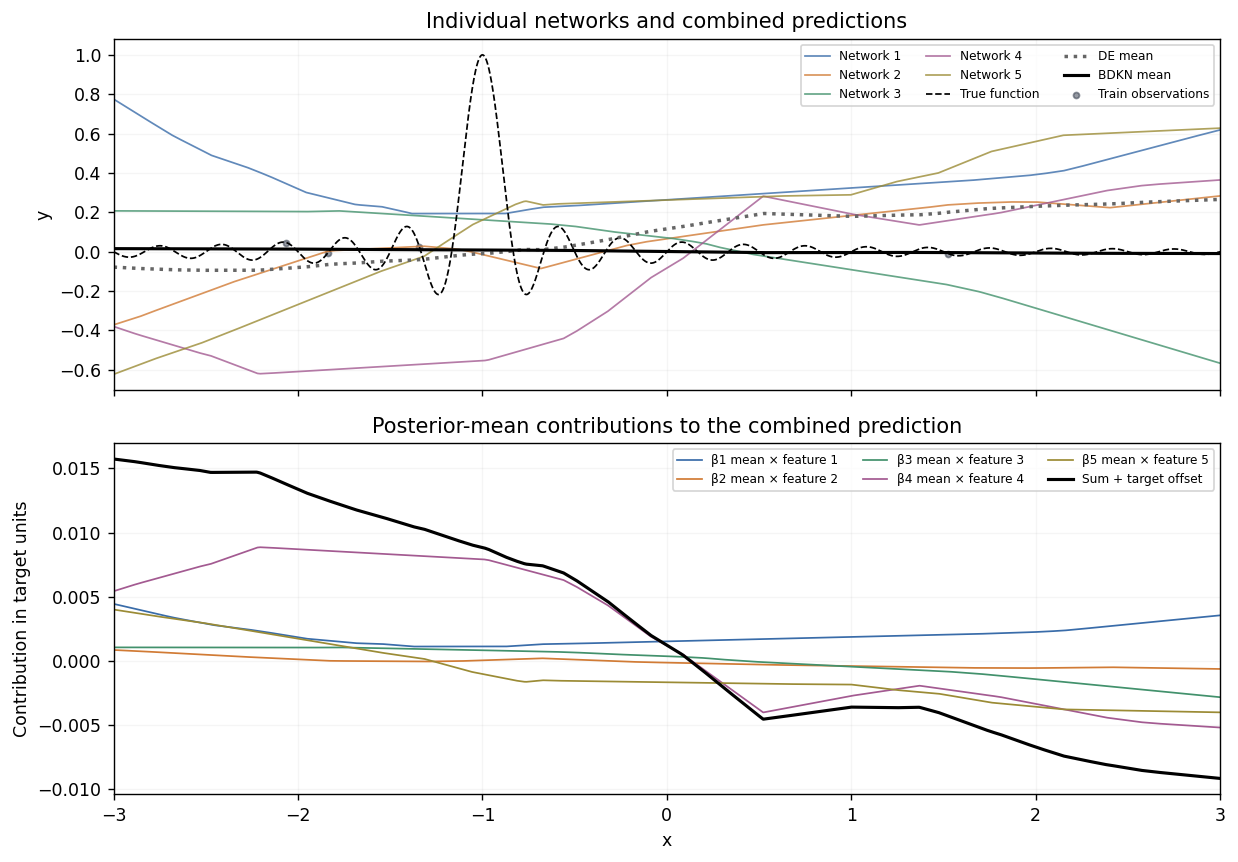 Individual networks and combined predictions
1.0
0.8
0.6
0.4
0.2
0.0
−0.2
−0.4
−0.6
y
Network 1
Network 2
Network 3
Network 4
Network 5
True function
DE mean
BDKN mean
Train observations
Posterior-mean contributions to the combined prediction
0.015
0.010
0.005
0.000
−0.005
−0.010
Contribution in target units
β1 mean × feature 1
β2 mean × feature 2
β3 mean × feature 3
β4 mean × feature 4
β5 mean × feature 5
Sum + target offset
−3 −2 −1 0 1 2 3
x